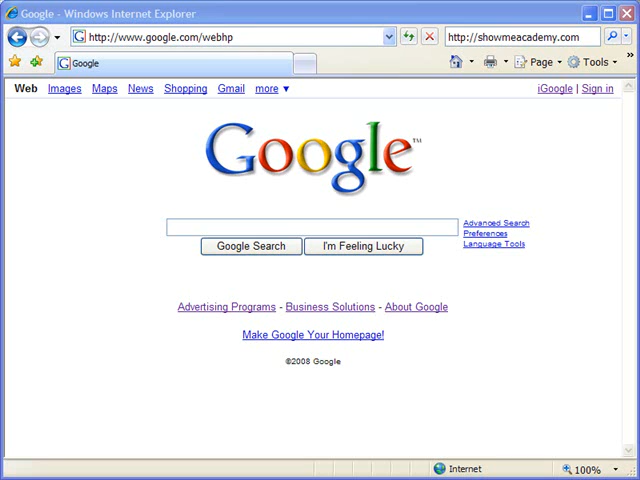 Google - Windows Internet Explorer
http://www.google.com/webhp
http://showmeacademy.com
Google
Page
Tools
Web Images Maps News Shopping Gmail more ▼
iGoogle | Sign in
Google™
Advanced Search
Preferences
Language Tools
Google Search
I'm Feeling Lucky
Advertising Programs - Business Solutions - About Google
Make Google Your Homepage!
©2008 Google
Internet
100%